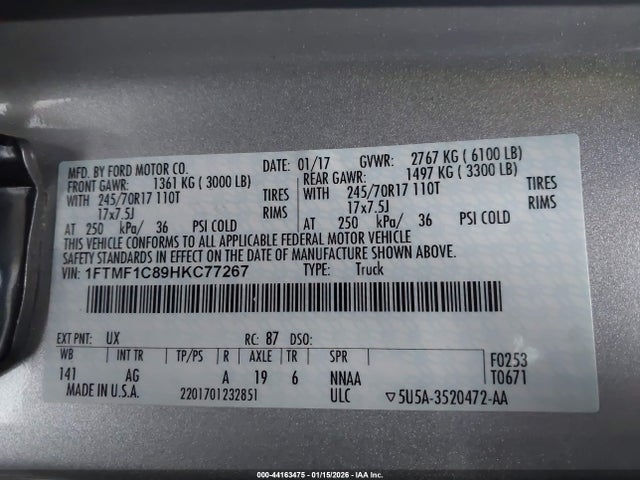 MFD. BY FORD MOTOR CO. DATE: 01/17 GVWR: 2767 KG ( 6100 LB)
FRONT GAWR: 1361 KG ( 3000 LB) REAR GAWR: 1497 KG ( 3300 LB)
WITH 245/70R17 110T TIRES WITH 245/70R17 110T TIRES
17x7.5J RIMS 17x7.5J RIMS
AT 250 kPa/ 36 PSI COLD AT 250 kPa/ 36 PSI COLD
THIS VEHICLE CONFORMS TO ALL APPLICABLE FEDERAL MOTOR VEHICLE
SAFETY STANDARDS IN EFFECT ON THE DATE OF MANUFACTURE SHOWN ABOVE.
VIN: 1FTMF1C89HKC77267 TYPE: Truck
EXT PNT: UX RC: 87 DSO:
WB INT TR TP/PS R AXLE TR SPR F0253
141 AG A 19 6 NNAA T0671
MADE IN U.S.A. 2201701232851 ULC ▽5U5A-3520472-AA
000-44163475 - 01/15/2026 - IAA Inc.